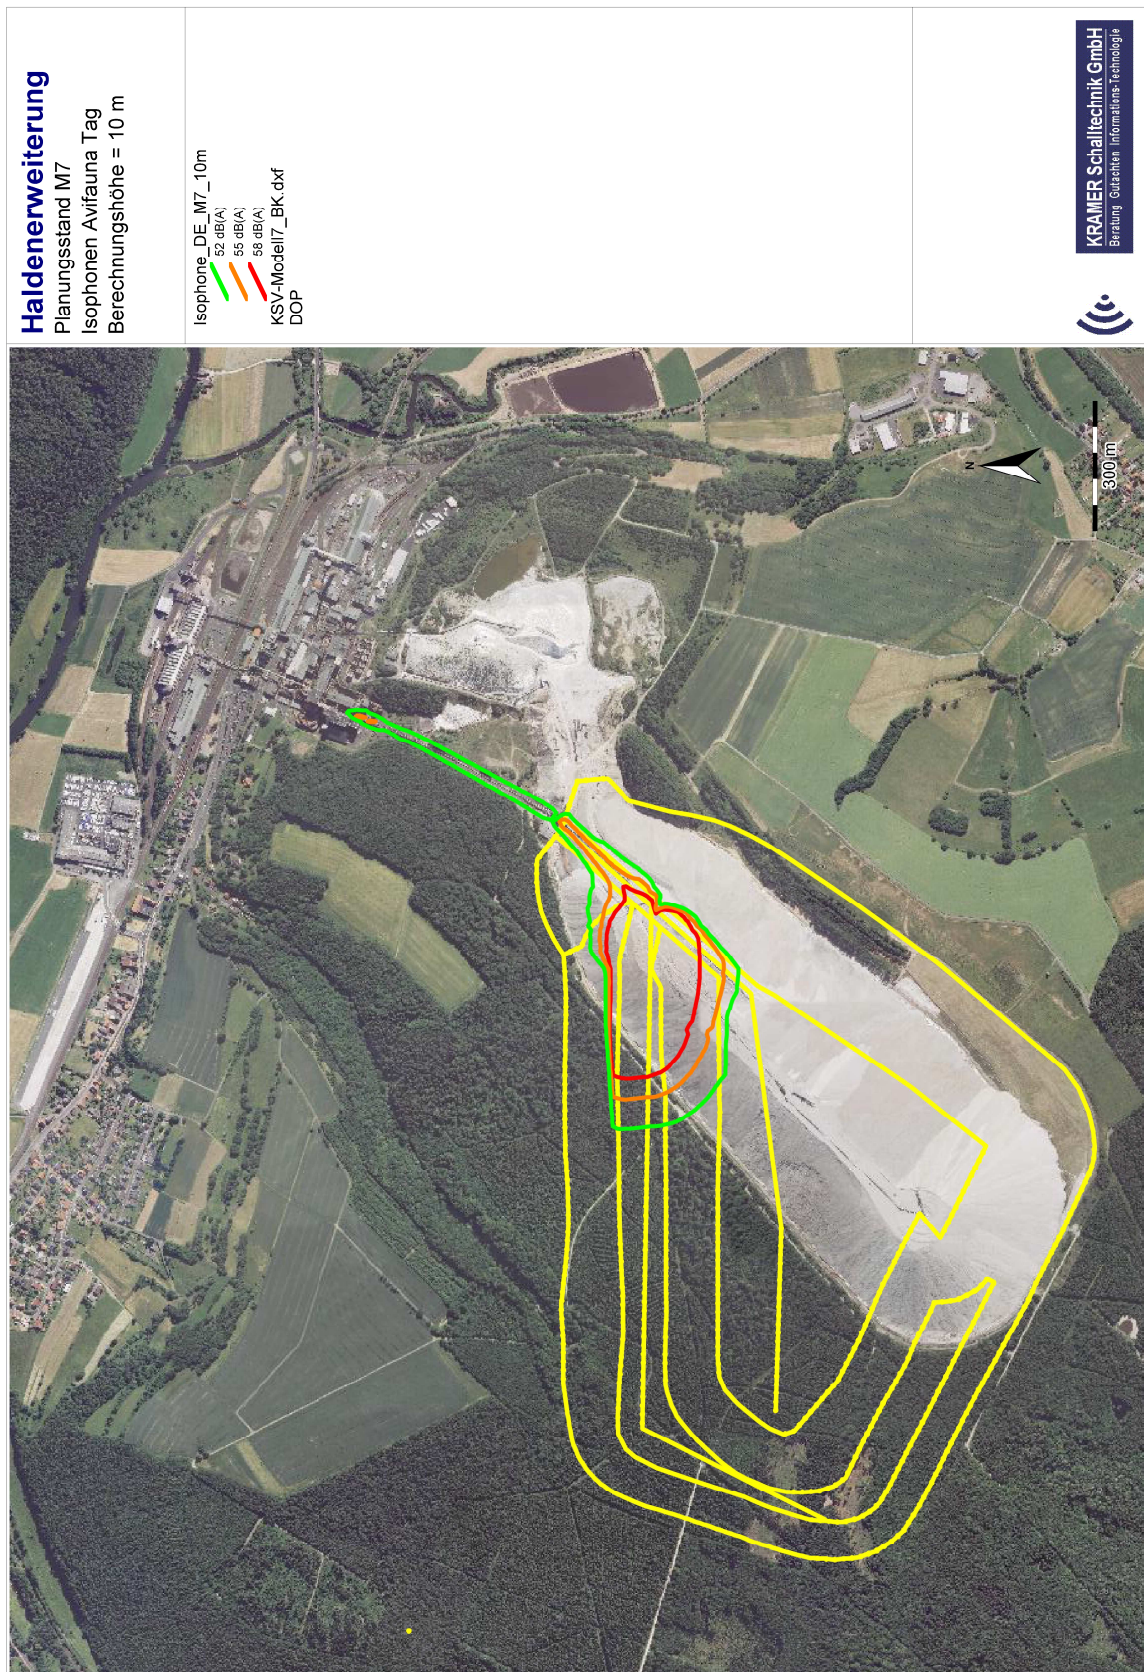 Haldenerweiterung
Planungsstand M7
Isophonen Avifauna Tag
Berechnungshöhe = 10 m
Isophone_DE_M7_10m
52 dB(A)
55 dB(A)
58 dB(A)
KSV-Modell7_BK.dxf
DOP
KRAMER Schalltechnik GmbH
Beratung Gutachten Informations-Technologie
N
300 m